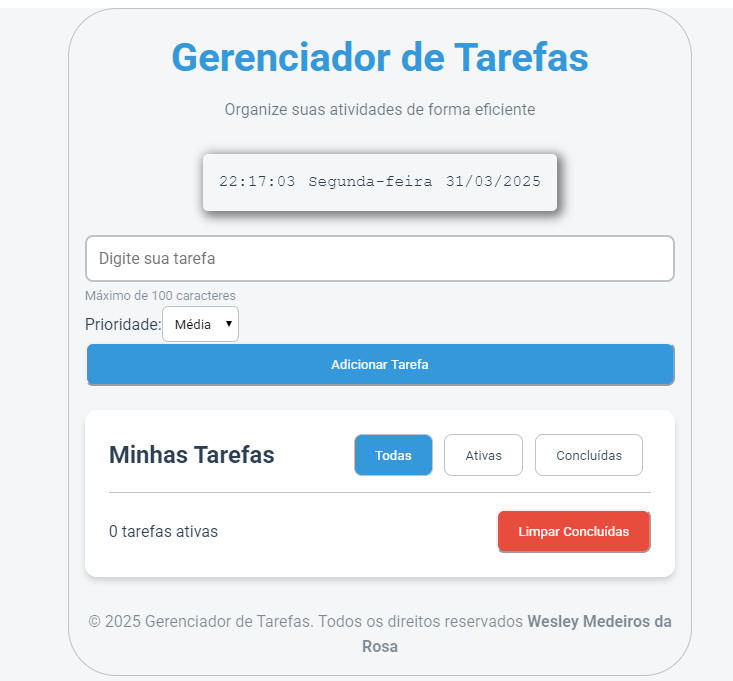 Gerenciador de Tarefas
Organize suas atividades de forma eficiente
22:17:03 Segunda-feira 31/03/2025
Digite sua tarefa
Máximo de 100 caracteres
Prioridade: Média
Adicionar Tarefa
Minhas Tarefas Todas Ativas Concluídas
0 tarefas ativas Limpar Concluídas
© 2025 Gerenciador de Tarefas. Todos os direitos reservados Wesley Medeiros da
Rosa